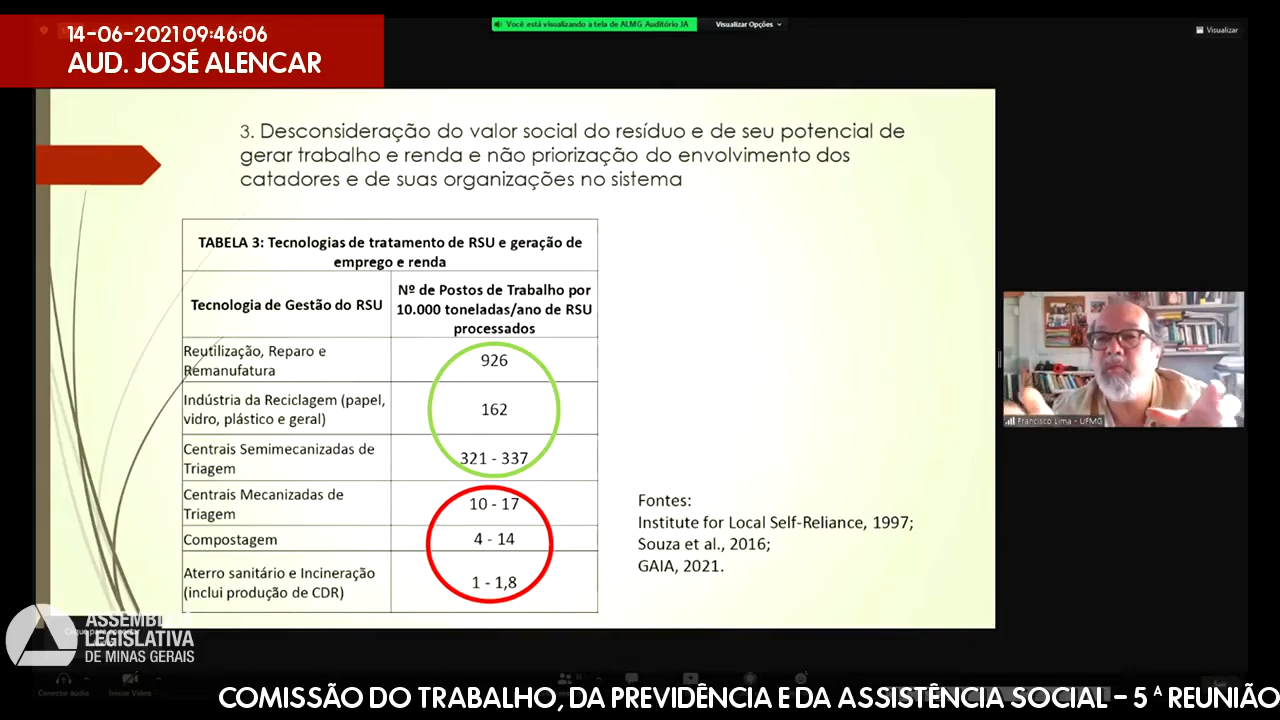 14-06-2021 09:46:06
AUD. JOSÉ ALENCAR
Você está visualizando a tela de ALMG Auditório JA
Visualizar Opções
Visualizar
3. Desconsideração do valor social do resíduo e de seu potencial de
gerar trabalho e renda e não priorização do envolvimento dos
catadores e de suas organizações no sistema
TABELA 3: Tecnologias de tratamento de RSU e geração de
emprego e renda
Tecnologia de Gestão do RSU
Nº de Postos de Trabalho por
10.000 toneladas/ano de RSU
processados
Reutilização, Reparo e
Remanufatura
926
Indústria da Reciclagem (papel,
vidro, plástico e geral)
162
Centrais Semimecanizadas de
Triagem
321 - 337
Centrais Mecanizadas de
Triagem
10 - 17
Compostagem
4 - 14
Aterro sanitário e Incineração
(inclui produção de CDR)
1 - 1,8
Fontes:
Institute for Local Self-Reliance, 1997;
Souza et al., 2016;
GAIA, 2021.
Francisco Lima - UFMG
ASSEMBLEIA
LEGISLATIVA
DE MINAS GERAIS
Conectar áudio
Iniciar Vídeo
COMISSÃO DO TRABALHO, DA PREVIDÊNCIA E DA ASSISTÊNCIA SOCIAL - 5ª REUNIÃO